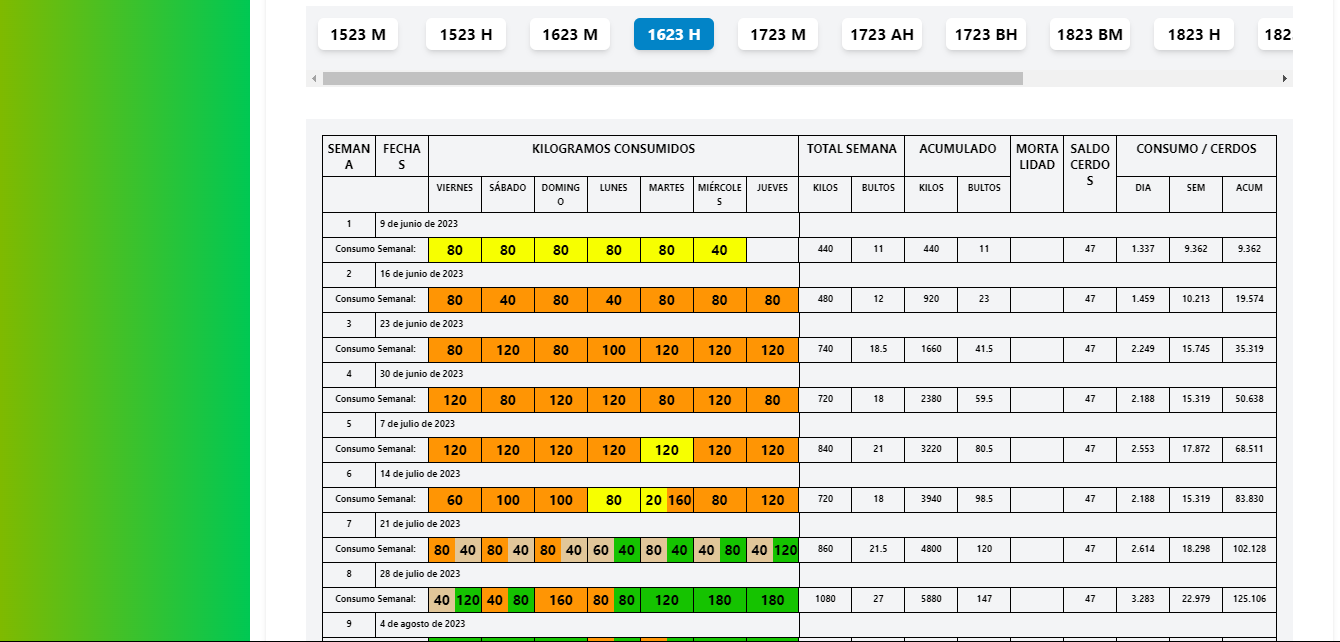 1523 M 1523 H 1623 M 1623 H 1723 M 1723 AH 1723 BH 1823 BM 1823 H 182
SEMAN FECHA KILOGRAMOS CONSUMIDOS TOTAL SEMANA ACUMULADO MORTA SALDO CONSUMO / CERDOS
A S LIDAD CERDO
S
VIERNES SÁBADO DOMING LUNES MARTES MIÉRCOLE JUEVES KILOS BULTOS KILOS BULTOS DIA SEM ACUM
O S
1 9 de junio de 2023
Consumo Semanal: 80 80 80 80 80 40 440 11 440 11 47 1.337 9.362 9.362
2 16 de junio de 2023
Consumo Semanal: 80 40 80 40 80 80 80 480 12 920 23 47 1.459 10.213 19.574
3 23 de junio de 2023
Consumo Semanal: 80 120 80 100 120 120 120 740 18.5 1660 41.5 47 2.249 15.745 35.319
4 30 de junio de 2023
Consumo Semanal: 120 80 120 120 80 120 80 720 18 2380 59.5 47 2.188 15.319 50.638
5 7 de julio de 2023
Consumo Semanal: 120 120 120 120 120 120 120 840 21 3220 80.5 47 2.553 17.872 68.511
6 14 de julio de 2023
Consumo Semanal: 60 100 100 80 20 160 80 120 720 18 3940 98.5 47 2.188 15.319 83.830
7 21 de julio de 2023
Consumo Semanal: 80 40 80 40 80 40 60 40 80 40 40 80 40 120 860 21.5 4800 120 47 2.614 18.298 102.128
8 28 de julio de 2023
Consumo Semanal: 40 120 40 80 160 80 80 120 180 180 1080 27 5880 147 47 3.283 22.979 125.106
9 4 de agosto de 2023